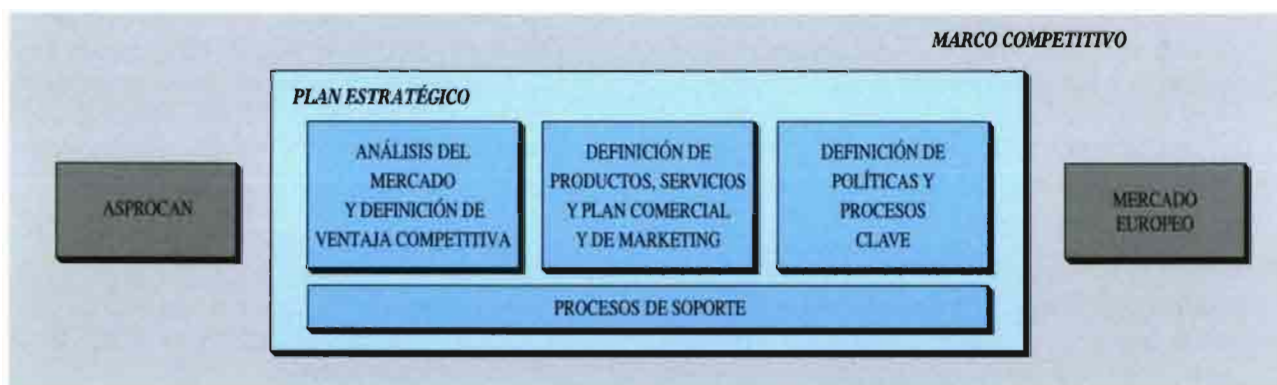 MARCO COMPETITIVO
PLAN ESTRATÉGICO
ASPROCAN
ANÁLISIS DEL
MERCADO
Y DEFINICIÓN DE
VENTAJA COMPETITIVA
DEFINICIÓN DE
PRODUCTOS, SERVICIOS
Y PLAN COMERCIAL
Y DE MARKETING
DEFINICIÓN DE
POLÍTICAS Y
PROCESOS
CLAVE
MERCADO
EUROPEO
PROCESOS DE SOPORTE